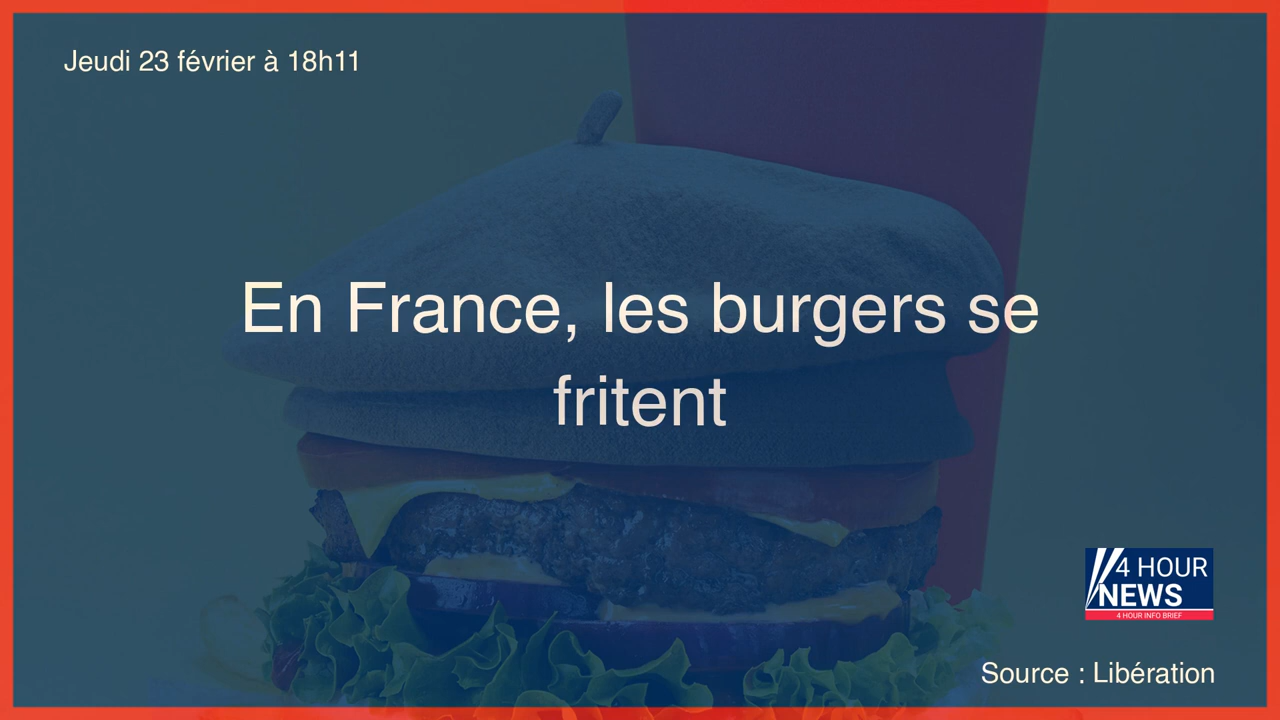 Jeudi 23 février à 18h11
En France, les burgers se
fritent
4 HOUR
NEWS
4 HOUR INFO BRIEF
Source : Libération